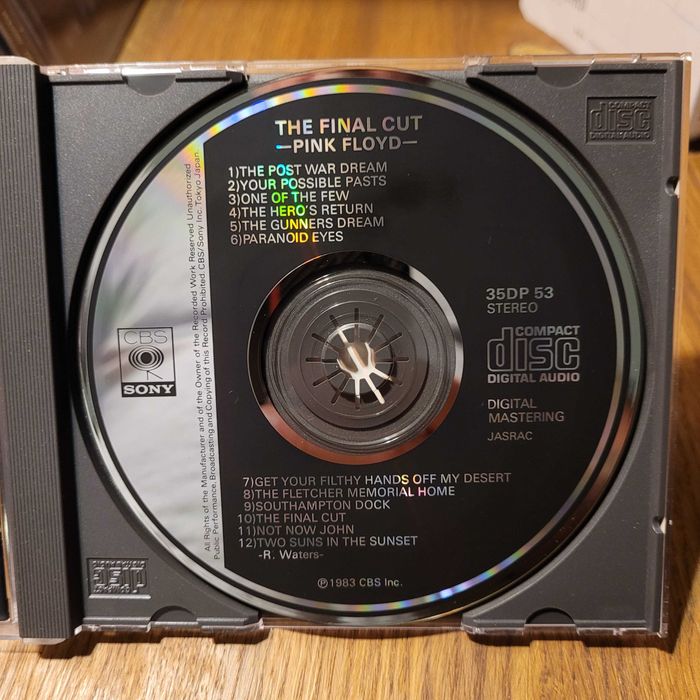 COMPACT
disc
DIGITAL AUDIO
THE FINAL CUT
—PINK FLOYD—
1)THE POST WAR DREAM
2)YOUR POSSIBLE PASTS
3)ONE OF THE FEW
4)THE HERO'S RETURN
5)THE GUNNERS DREAM
6)PARANOID EYES
All Rights of the Manufacturer and of the Owner of the Recorded Work Reserved Unauthorized
Public Performance, Broadcasting and Copying of this Record Prohibited CBS/Sony Inc. Tokyo Japan
CBS
SONY
35DP 53
STEREO
COMPACT
disc
DIGITAL AUDIO
DIGITAL
MASTERING
JASRAC
7)GET YOUR FILTHY HANDS OFF MY DESERT
8)THE FLETCHER MEMORIAL HOME
9)SOUTHAMPTON DOCK
10)THE FINAL CUT
11)NOT NOW JOHN
12)TWO SUNS IN THE SUNSET
-R. Waters-
℗1983 CBS Inc.